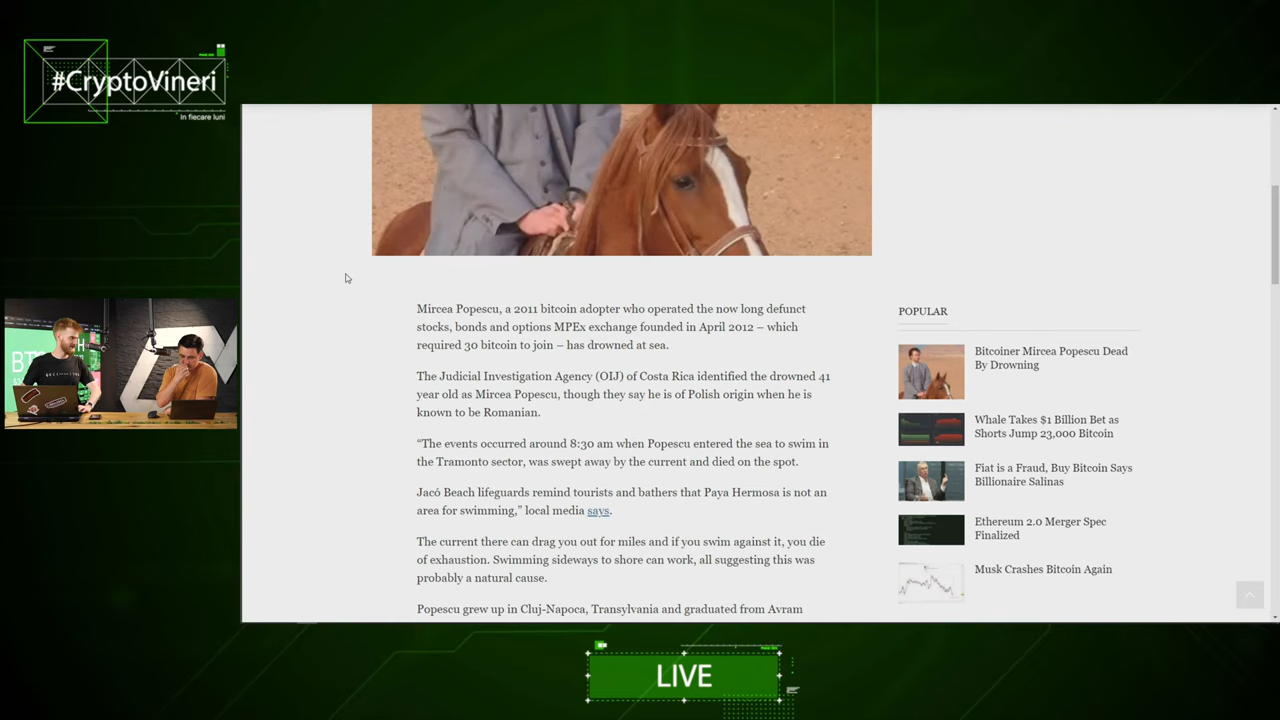 #CryptoVineri
în fiecare luni
Mircea Popescu, a 2011 bitcoin adopter who operated the now long defunct
stocks, bonds and options MPEx exchange founded in April 2012 – which
required 30 bitcoin to join – has drowned at sea.
The Judicial Investigation Agency (OIJ) of Costa Rica identified the drowned 41
year old as Mircea Popescu, though they say he is of Polish origin when he is
known to be Romanian.
“The events occurred around 8:30 am when Popescu entered the sea to swim in
the Tramonto sector, was swept away by the current and died on the spot.
Jacó Beach lifeguards remind tourists and bathers that Paya Hermosa is not an
area for swimming,” local media says.
The current there can drag you out for miles and if you swim against it, you die
of exhaustion. Swimming sideways to shore can work, all suggesting this was
probably a natural cause.
Popescu grew up in Cluj-Napoca, Transylvania and graduated from Avram
POPULAR
Bitcoiner Mircea Popescu Dead
By Drowning
Whale Takes $1 Billion Bet as
Shorts Jump 23,000 Bitcoin
Fiat is a Fraud, Buy Bitcoin Says
Billionaire Salinas
Ethereum 2.0 Merger Spec
Finalized
Musk Crashes Bitcoin Again
LIVE